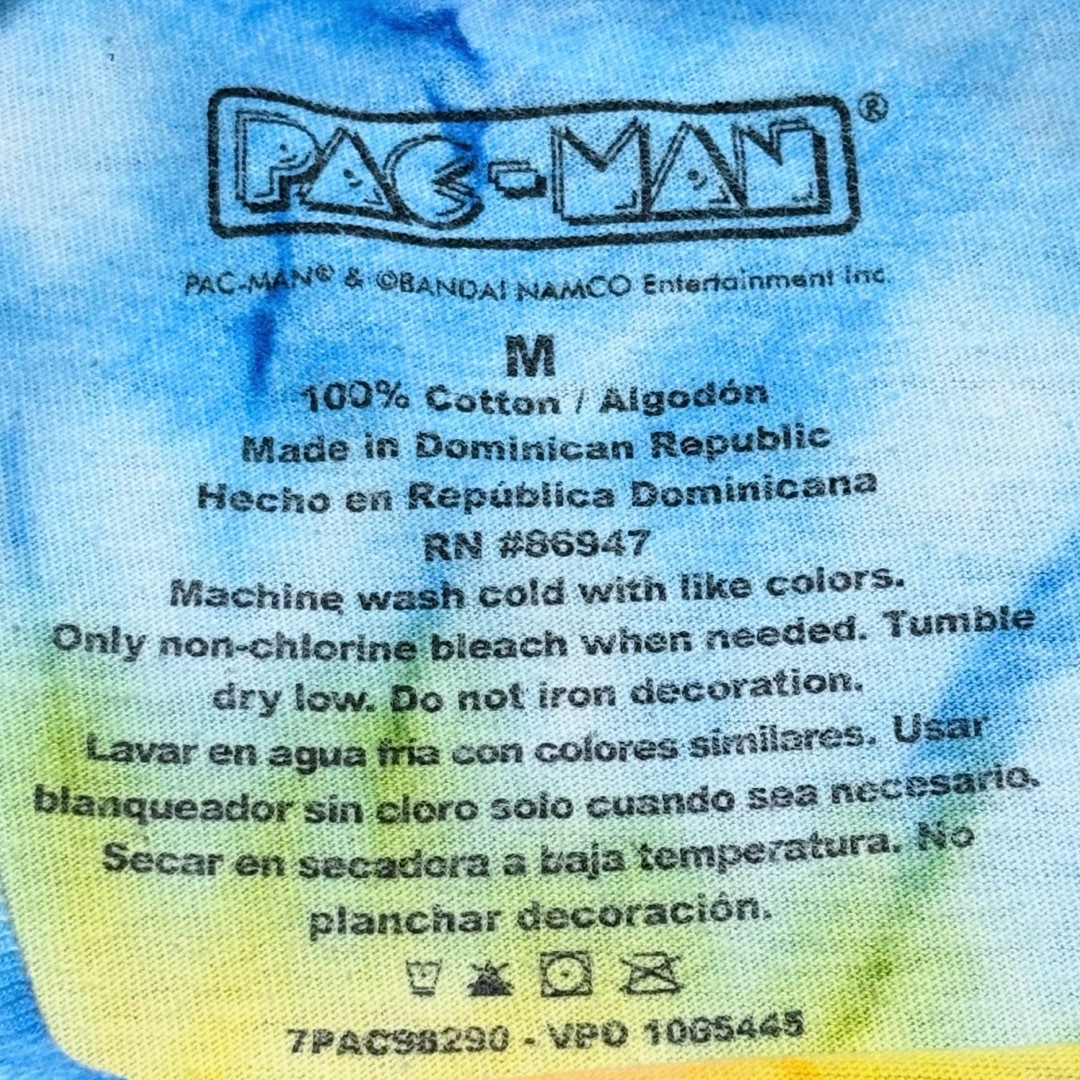 PAC-MAN®
PAC-MAN® & ©BANDAI NAMCO Entertainment Inc.
M
100% Cotton / Algodón
Made in Dominican Republic
Hecho en República Dominicana
RN #86947
Machine wash cold with like colors.
Only non-chlorine bleach when needed. Tumble
dry low. Do not iron decoration.
Lavar en agua fría con colores similares. Usar
blanqueador sin cloro solo cuando sea necesario.
Secar en secadora a baja temperatura. No
planchar decoración.
7PAC98290 - VPO 1065445